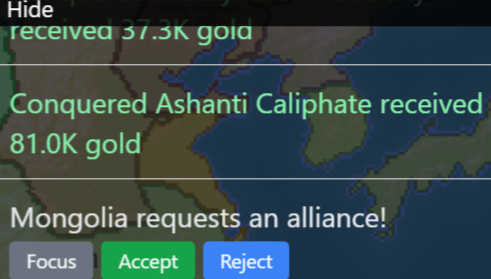 Hide
received 37.3K gold
Conquered Ashanti Caliphate received
81.0K gold
Mongolia requests an alliance!
Focus Accept Reject